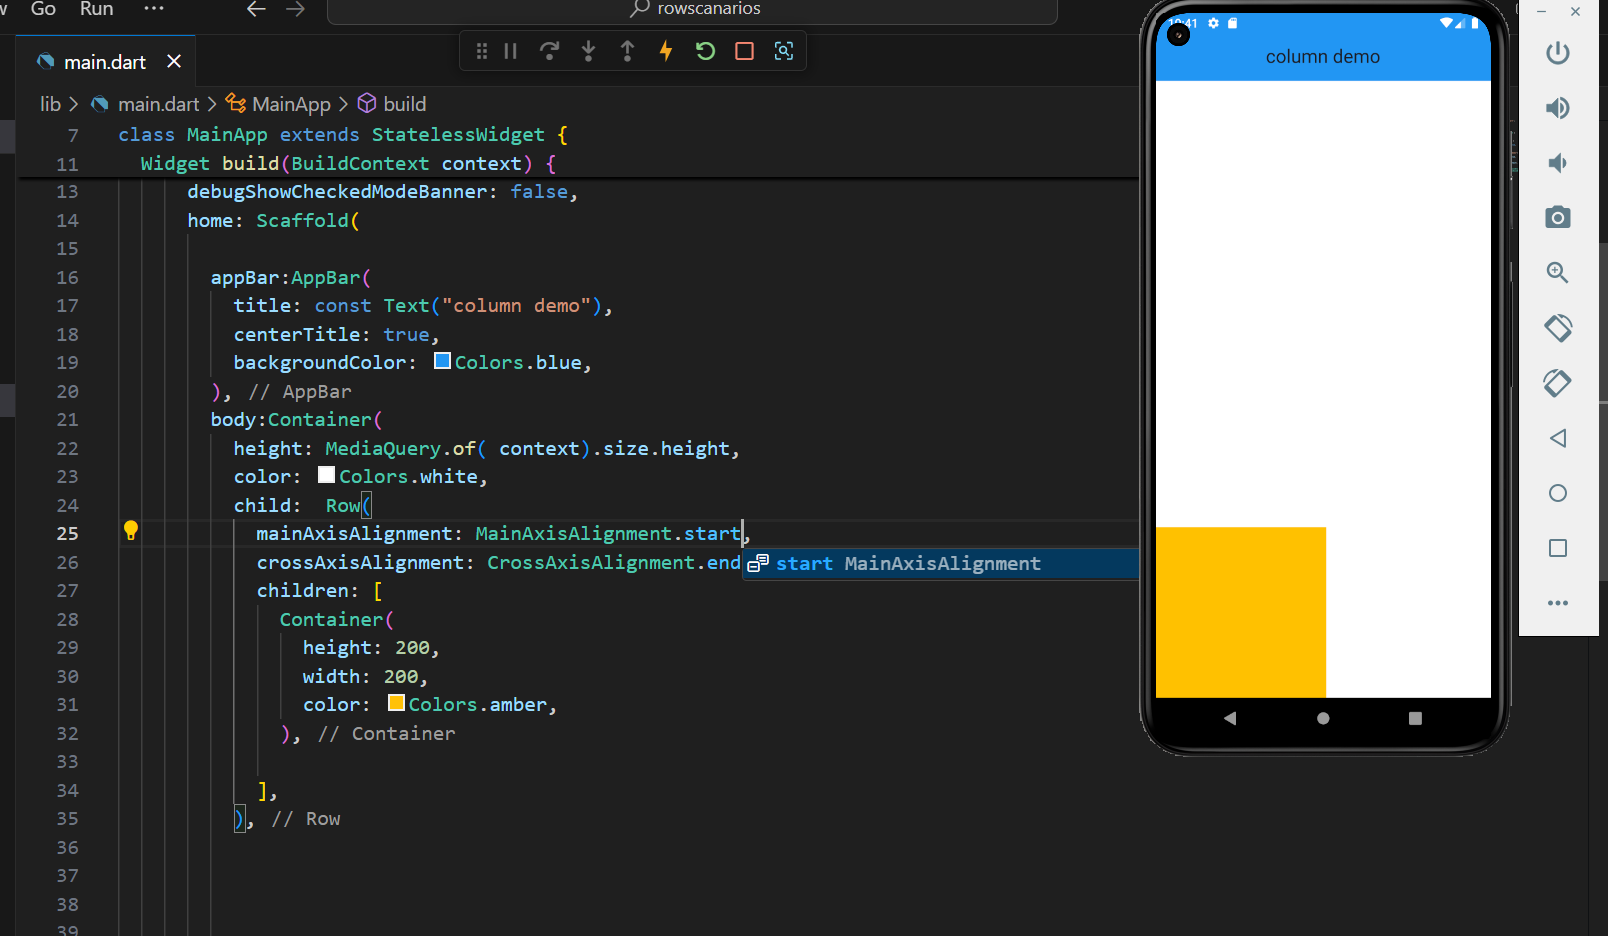 Go Run ···
rowscanarios
main.dart
lib > main.dart > MainApp > build
7 class MainApp extends StatelessWidget {
11 Widget build(BuildContext context) {
13 debugShowCheckedModeBanner: false,
14 home: Scaffold(
15
16 appBar:AppBar(
17 title: const Text("column demo"),
18 centerTitle: true,
19 backgroundColor: Colors.blue,
20 ), // AppBar
21 body:Container(
22 height: MediaQuery.of( context).size.height,
23 color: Colors.white,
24 child:  Row(
25 mainAxisAlignment: MainAxisAlignment.start,
26 crossAxisAlignment: CrossAxisAlignment.end
start MainAxisAlignment
27 children: [
28 Container(
29 height: 200,
30 width: 200,
31 color: Colors.amber,
32 ), // Container
33
34 ],
35 ), // Row
36
37
38
39
column demo